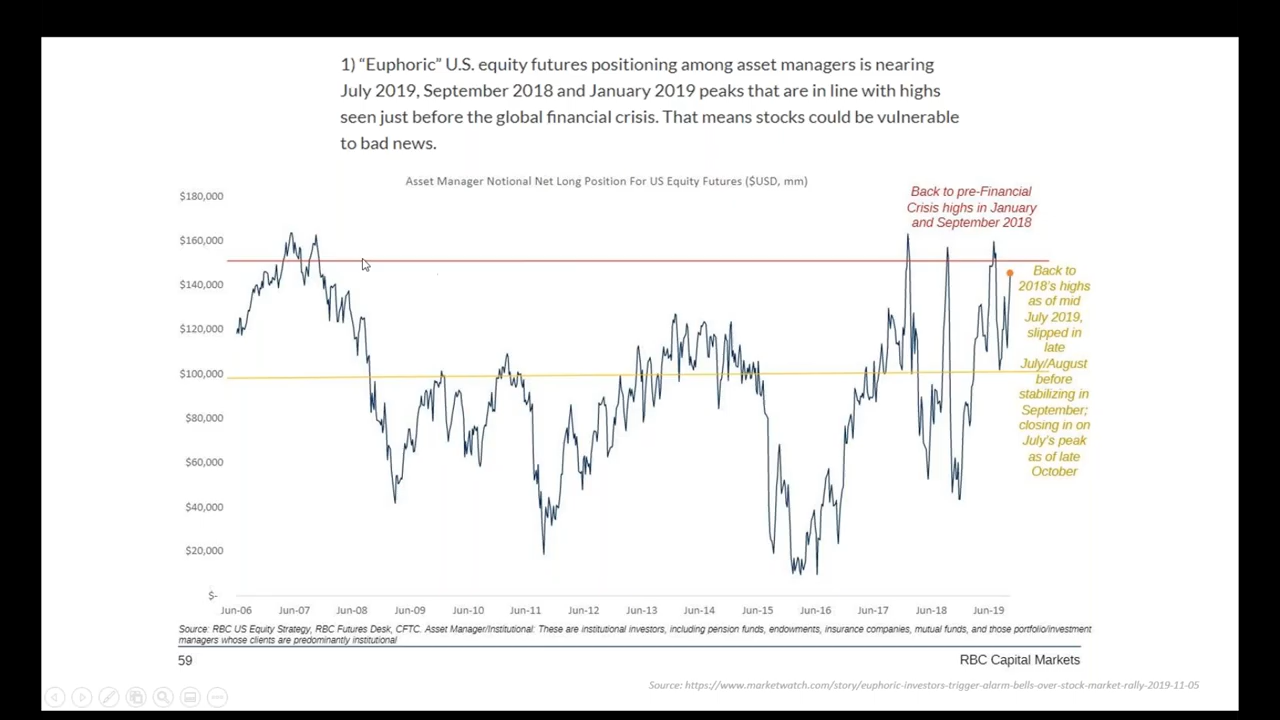 1) “Euphoric” U.S. equity futures positioning among asset managers is nearing
July 2019, September 2018 and January 2019 peaks that are in line with highs
seen just before the global financial crisis. That means stocks could be vulnerable
to bad news.
Asset Manager Notional Net Long Position For US Equity Futures ($USD, mm)
$180,000
$160,000
$140,000
$120,000
$100,000
$80,000
$60,000
$40,000
$20,000
$-
Back to pre-Financial
Crisis highs in January
and September 2018
Back to
2018's highs
as of mid
July 2019,
slipped in
late
July/August
before
stabilizing in
September;
closing in on
July's peak
as of late
October
Jun-06 Jun-07 Jun-08 Jun-09 Jun-10 Jun-11 Jun-12 Jun-13 Jun-14 Jun-15 Jun-16 Jun-17 Jun-18 Jun-19
Source: RBC US Equity Strategy, RBC Futures Desk, CFTC. Asset Manager/Institutional: These are institutional investors, including pension funds, endowments, insurance companies, mutual funds, and those portfolio/investment
managers whose clients are predominantly institutional
59 RBC Capital Markets
Source: https://www.marketwatch.com/story/euphoric-investors-trigger-alarm-bells-over-stock-market-rally-2019-11-05